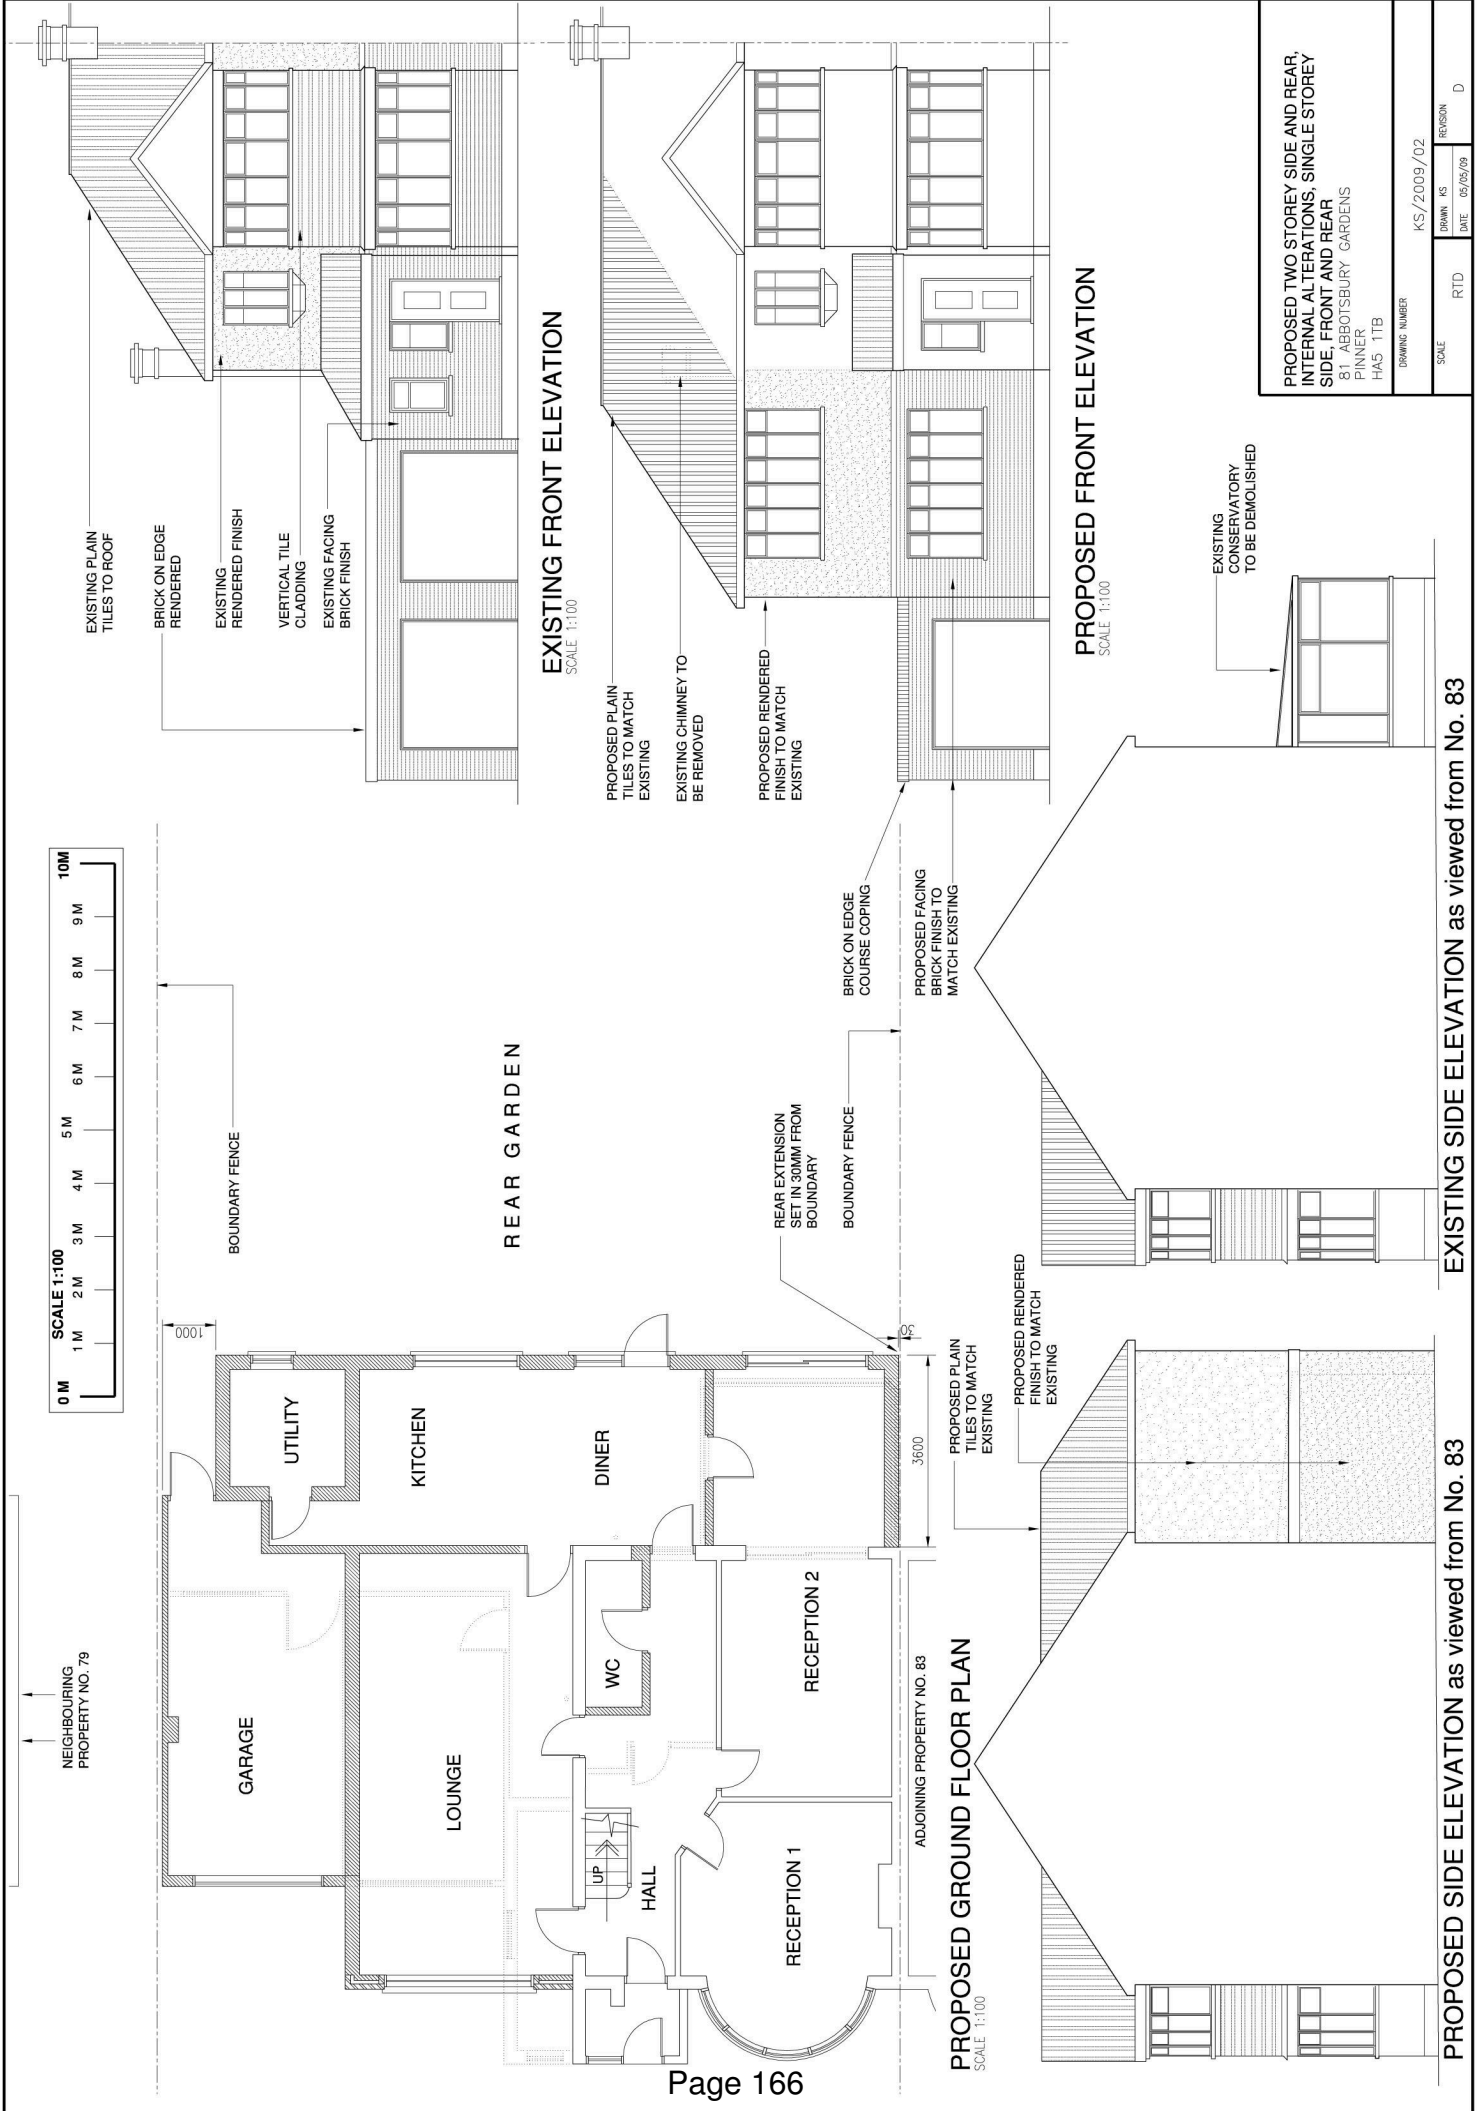 SCALE 1:100
0 M
1 M
2 M
3 M
4 M
5 M
6 M
7 M
8 M
9 M
10M
NEIGHBOURING
PROPERTY NO. 79
BOUNDARY FENCE
1000
GARAGE
UTILITY
LOUNGE
KITCHEN
DINER
WC
UP
HALL
RECEPTION 1
RECEPTION 2
REAR GARDEN
REAR EXTENSION
SET IN 30MM FROM
BOUNDARY
BOUNDARY FENCE
30
3600
ADJOINING PROPERTY NO. 83
PROPOSED GROUND FLOOR PLAN
SCALE 1:100
EXISTING PLAIN
TILES TO ROOF
BRICK ON EDGE
RENDERED
EXISTING
RENDERED FINISH
VERTICAL TILE
CLADDING
EXISTING FACING
BRICK FINISH
EXISTING FRONT ELEVATION
SCALE 1:100
PROPOSED PLAIN
TILES TO MATCH
EXISTING
EXISTING CHIMNEY TO
BE REMOVED
PROPOSED RENDERED
FINISH TO MATCH
EXISTING
BRICK ON EDGE
COURSE COPING
PROPOSED FACING
BRICK FINISH TO
MATCH EXISTING
PROPOSED FRONT ELEVATION
SCALE 1:100
PROPOSED PLAIN
TILES TO MATCH
EXISTING
PROPOSED RENDERED
FINISH TO MATCH
EXISTING
PROPOSED SIDE ELEVATION as viewed from No. 83
EXISTING
CONSERVATORY
TO BE DEMOLISHED
EXISTING SIDE ELEVATION as viewed from No. 83
PROPOSED TWO STOREY SIDE AND REAR,
INTERNAL ALTERATIONS, SINGLE STOREY
SIDE, FRONT AND REAR
81 ABBOTSBURY GARDENS
PINNER
HA5 1TB
DRAWING NUMBER
KS/2009/02
SCALE
RTD
DRAWN KS
DATE 05/05/09
REVISION
D
Page 166